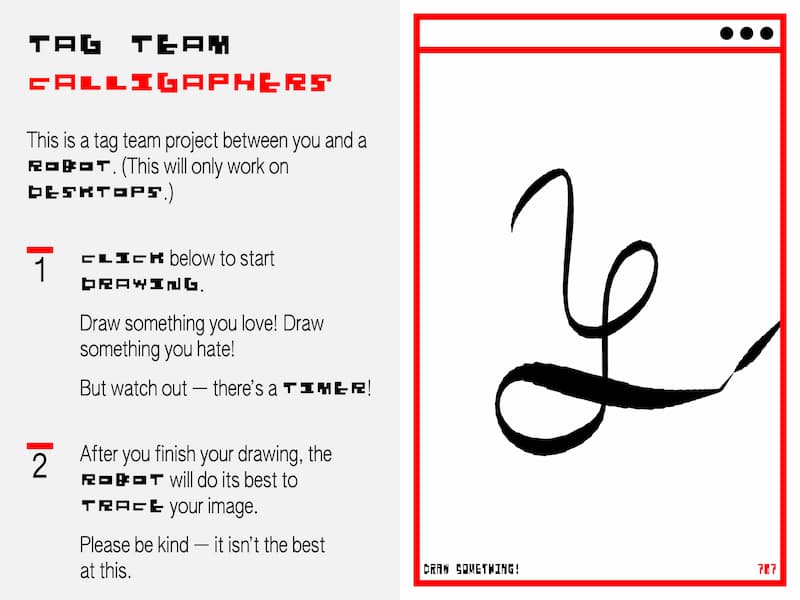 TAG TEAM
CALLIGAPHERS
This is a tag team project between you and a
ROBOT. (This will only work on
DESKTOPS.)
1
CLICK below to start
DRAWING.
Draw something you love! Draw
something you hate!
But watch out — there's a TIMER!
2
After you finish your drawing, the
ROBOT will do its best to
TRACE your image.
Please be kind — it isn't the best
at this.
DRAW SOMETHING!